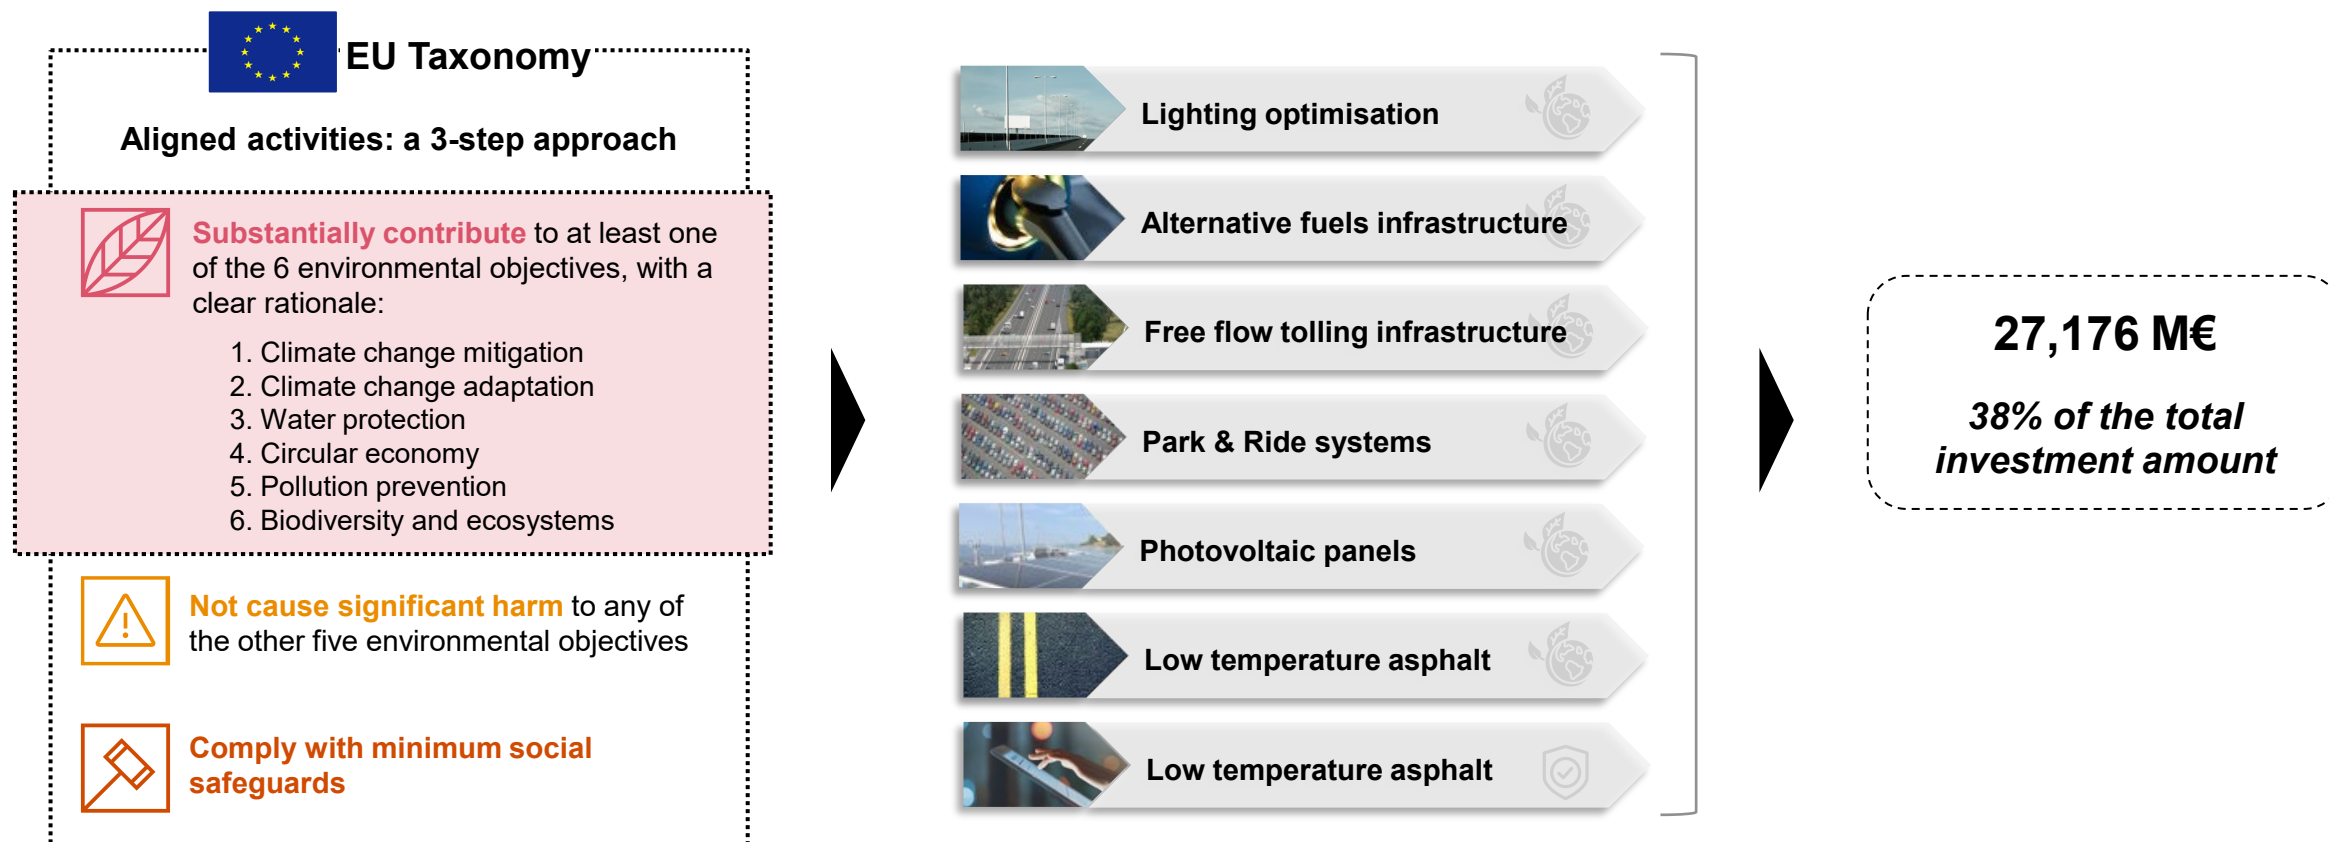 EU Taxonomy
Aligned activities: a 3-step approach
Substantially contribute to at least one
of the 6 environmental objectives, with a
clear rationale:
1. Climate change mitigation
2. Climate change adaptation
3. Water protection
4. Circular economy
5. Pollution prevention
6. Biodiversity and ecosystems
Not cause significant harm to any of
the other five environmental objectives
Comply with minimum social
safeguards
Lighting optimisation
Alternative fuels infrastructure
Free flow tolling infrastructure
Park & Ride systems
Photovoltaic panels
Low temperature asphalt
Low temperature asphalt
27,176 M€
38% of the total
investment amount